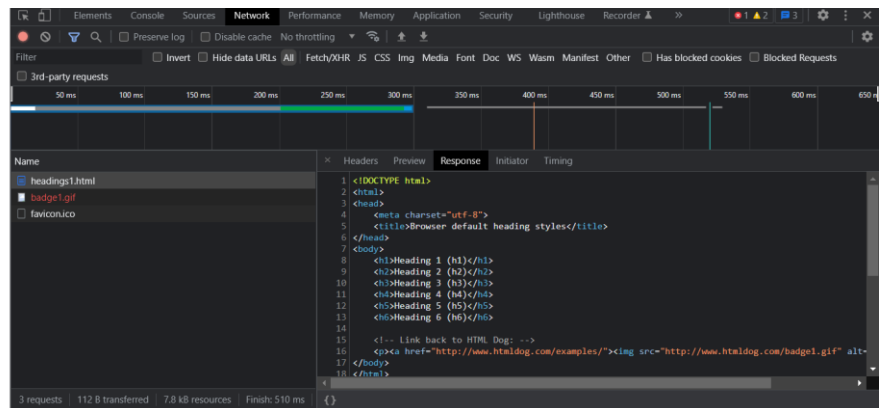 Elements Console Sources Network Performance Memory Application Security Lighthouse Recorder » 1 2 3
Preserve log Disable cache No throttling
Filter Invert Hide data URLs All Fetch/XHR JS CSS Img Media Font Doc WS Wasm Manifest Other Has blocked cookies Blocked Requests
3rd-party requests
50 ms 100 ms 150 ms 200 ms 250 ms 300 ms 350 ms 400 ms 450 ms 500 ms 550 ms 600 ms 650 m
Name × Headers Preview Response Initiator Timing
headings1.html
badge1.gif
favicon.ico
1 <!DOCTYPE html>
2 <html>
3 <head>
4 <meta charset="utf-8">
5 <title>Browser default heading styles</title>
6 </head>
7 <body>
8 <h1>Heading 1 (h1)</h1>
9 <h2>Heading 2 (h2)</h2>
10 <h3>Heading 3 (h3)</h3>
11 <h4>Heading 4 (h4)</h4>
12 <h5>Heading 5 (h5)</h5>
13 <h6>Heading 6 (h6)</h6>
14
15 <!-- Link back to HTML Dog: -->
16 <p><a href="http://www.htmldog.com/examples/"><img src="http://www.htmldog.com/badge1.gif" alt=
17 </body>
18 </html>
3 requests 112 B transferred 7.8 kB resources Finish: 510 ms {}